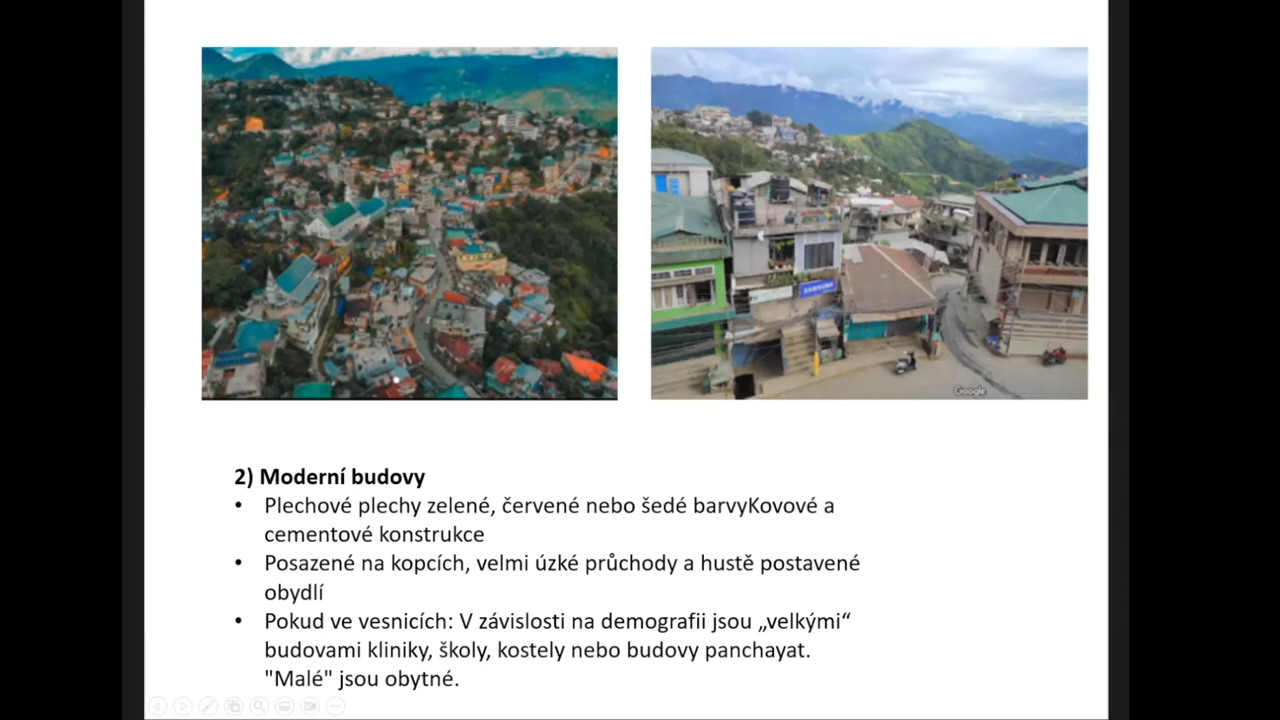 SAMSUNG
Google
2) Moderní budovy
• Plechové plechy zelené, červené nebo šedé barvyKovové a
cementové konstrukce
• Posazené na kopcích, velmi úzké průchody a hustě postavené
obydlí
• Pokud ve vesnicích: V závislosti na demografii jsou „velkými“
budovami kliniky, školy, kostely nebo budovy panchayat.
"Malé" jsou obytné.